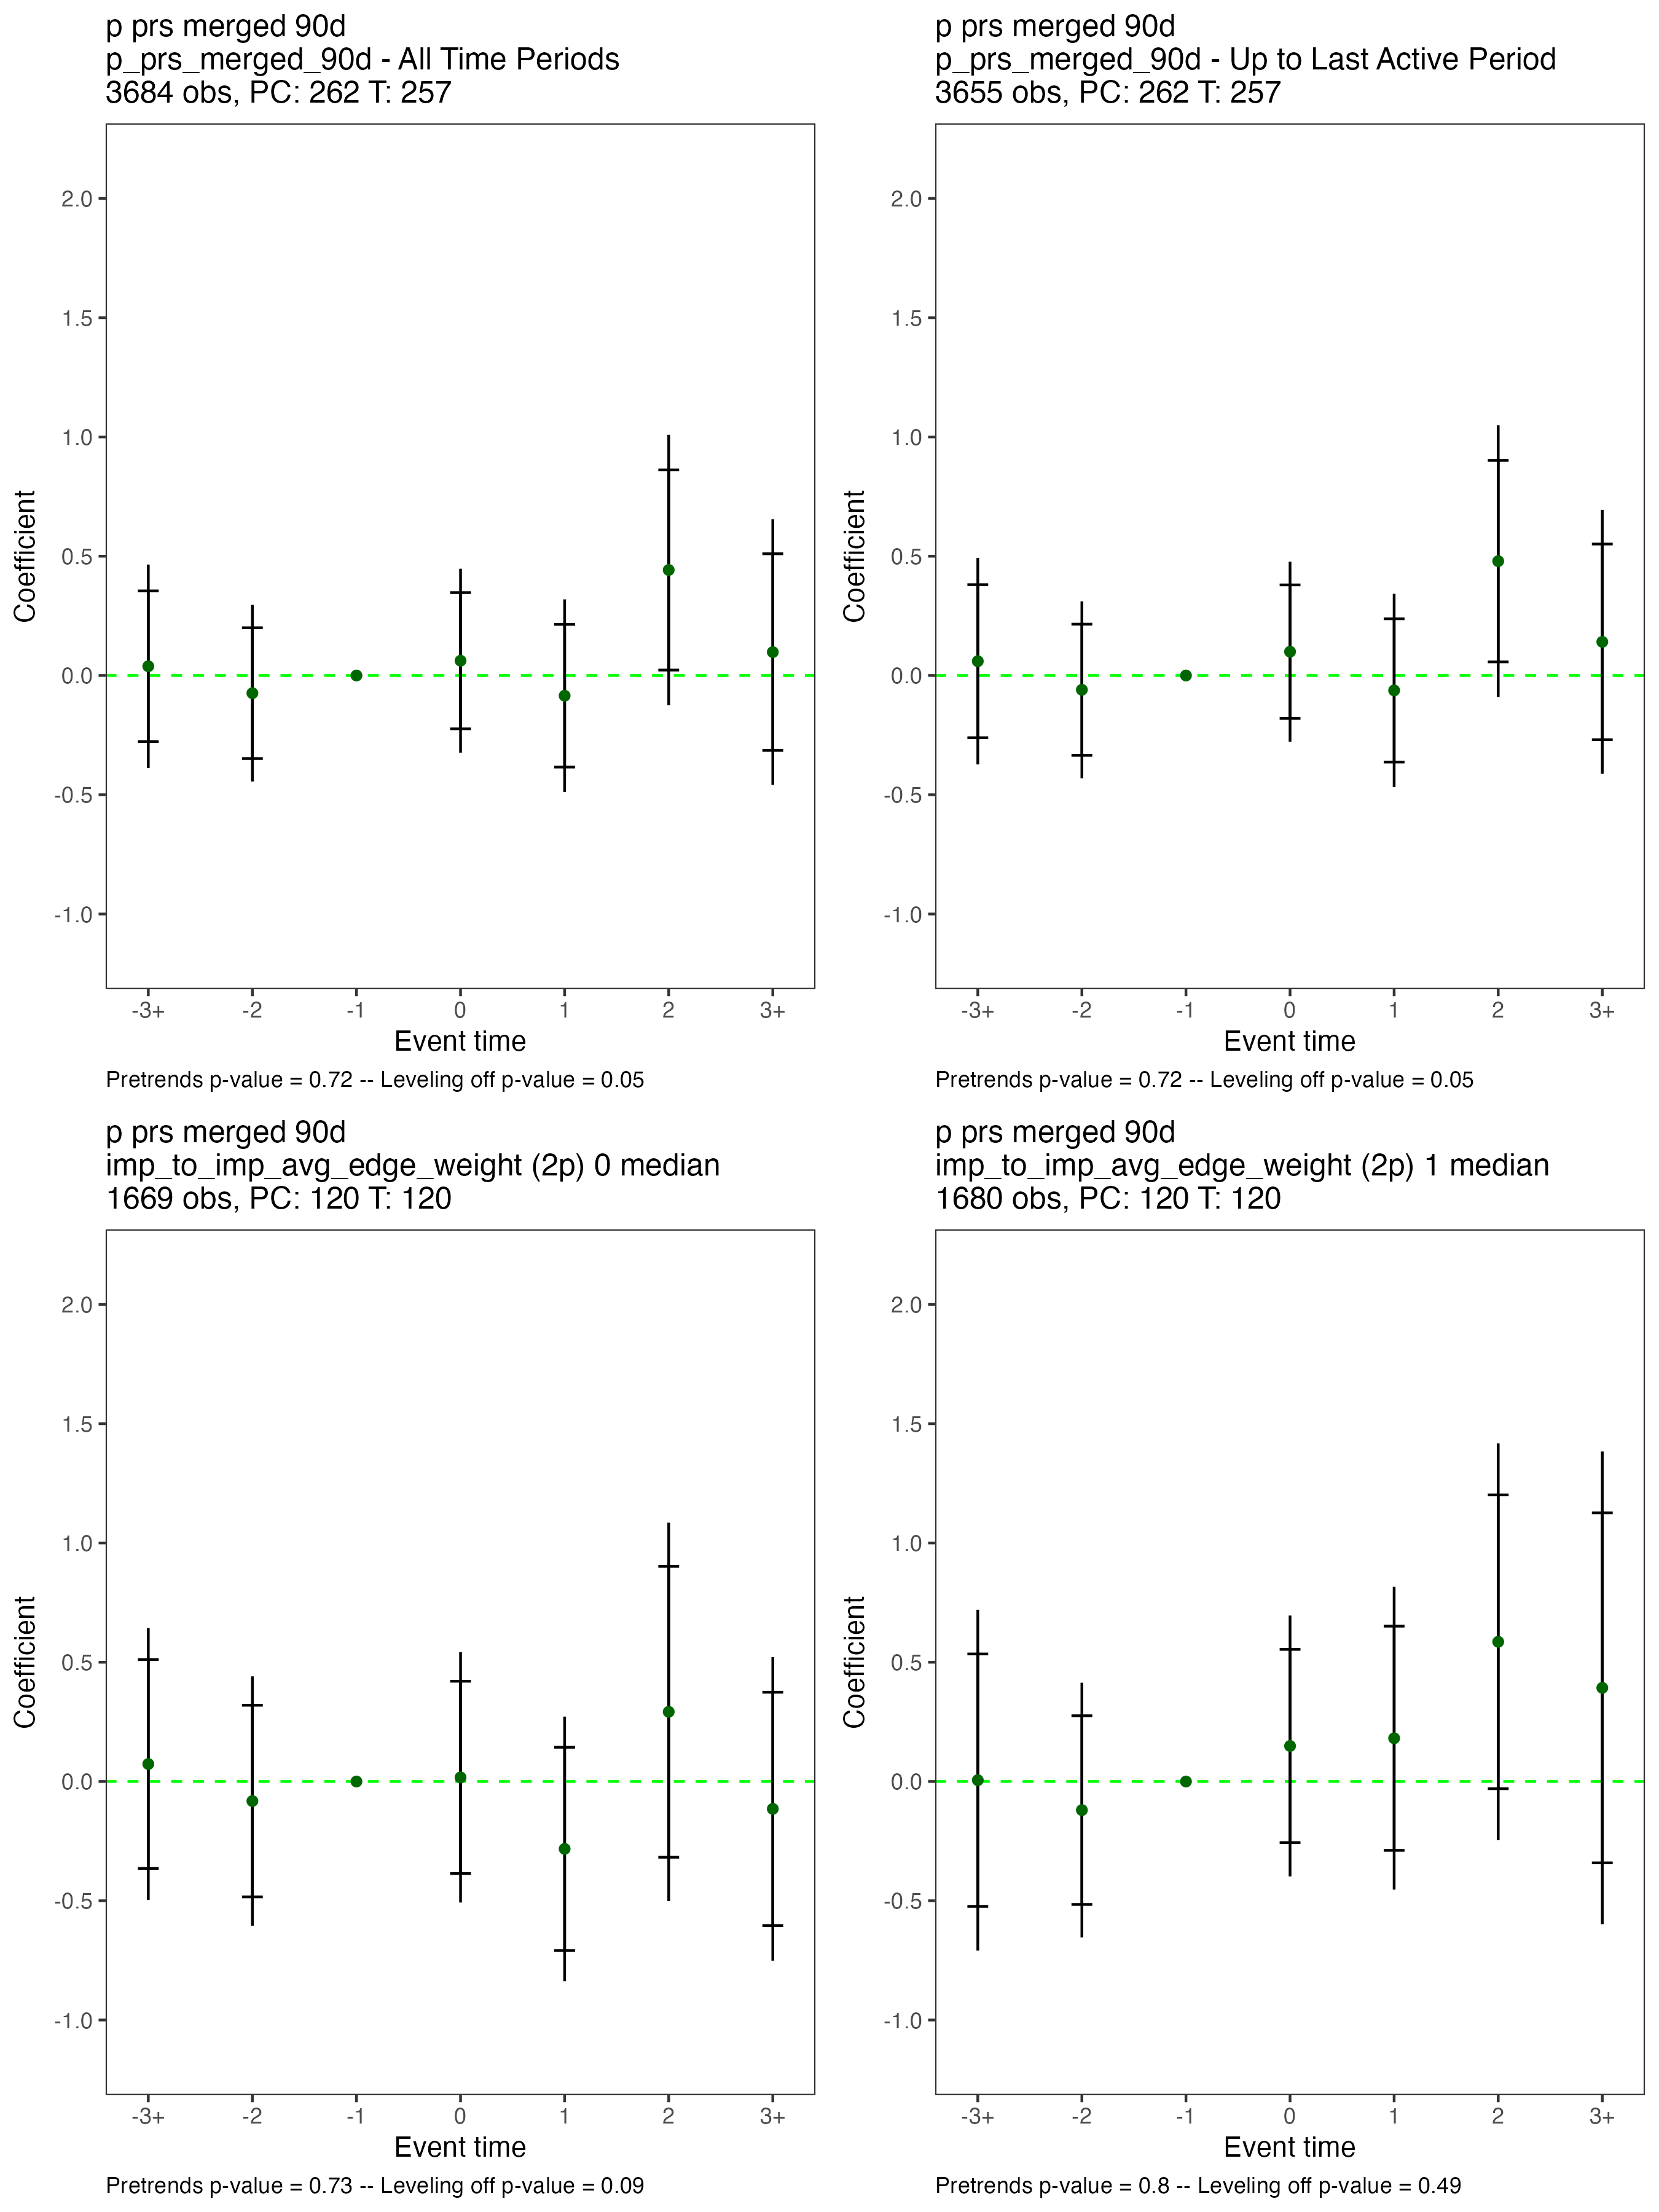 p prs merged 90d
p_prs_merged_90d - All Time Periods
3684 obs, PC: 262 T: 257
Coefficient
2.0
1.5
1.0
0.5
0.0
-0.5
-1.0
-3+ -2 -1 0 1 2 3+
Event time
Pretrends p-value = 0.72 -- Leveling off p-value = 0.05
p prs merged 90d
p_prs_merged_90d - Up to Last Active Period
3655 obs, PC: 262 T: 257
Coefficient
2.0
1.5
1.0
0.5
0.0
-0.5
-1.0
-3+ -2 -1 0 1 2 3+
Event time
Pretrends p-value = 0.72 -- Leveling off p-value = 0.05
p prs merged 90d
imp_to_imp_avg_edge_weight (2p) 0 median
1669 obs, PC: 120 T: 120
Coefficient
2.0
1.5
1.0
0.5
0.0
-0.5
-1.0
-3+ -2 -1 0 1 2 3+
Event time
Pretrends p-value = 0.73 -- Leveling off p-value = 0.09
p prs merged 90d
imp_to_imp_avg_edge_weight (2p) 1 median
1680 obs, PC: 120 T: 120
Coefficient
2.0
1.5
1.0
0.5
0.0
-0.5
-1.0
-3+ -2 -1 0 1 2 3+
Event time
Pretrends p-value = 0.8 -- Leveling off p-value = 0.49